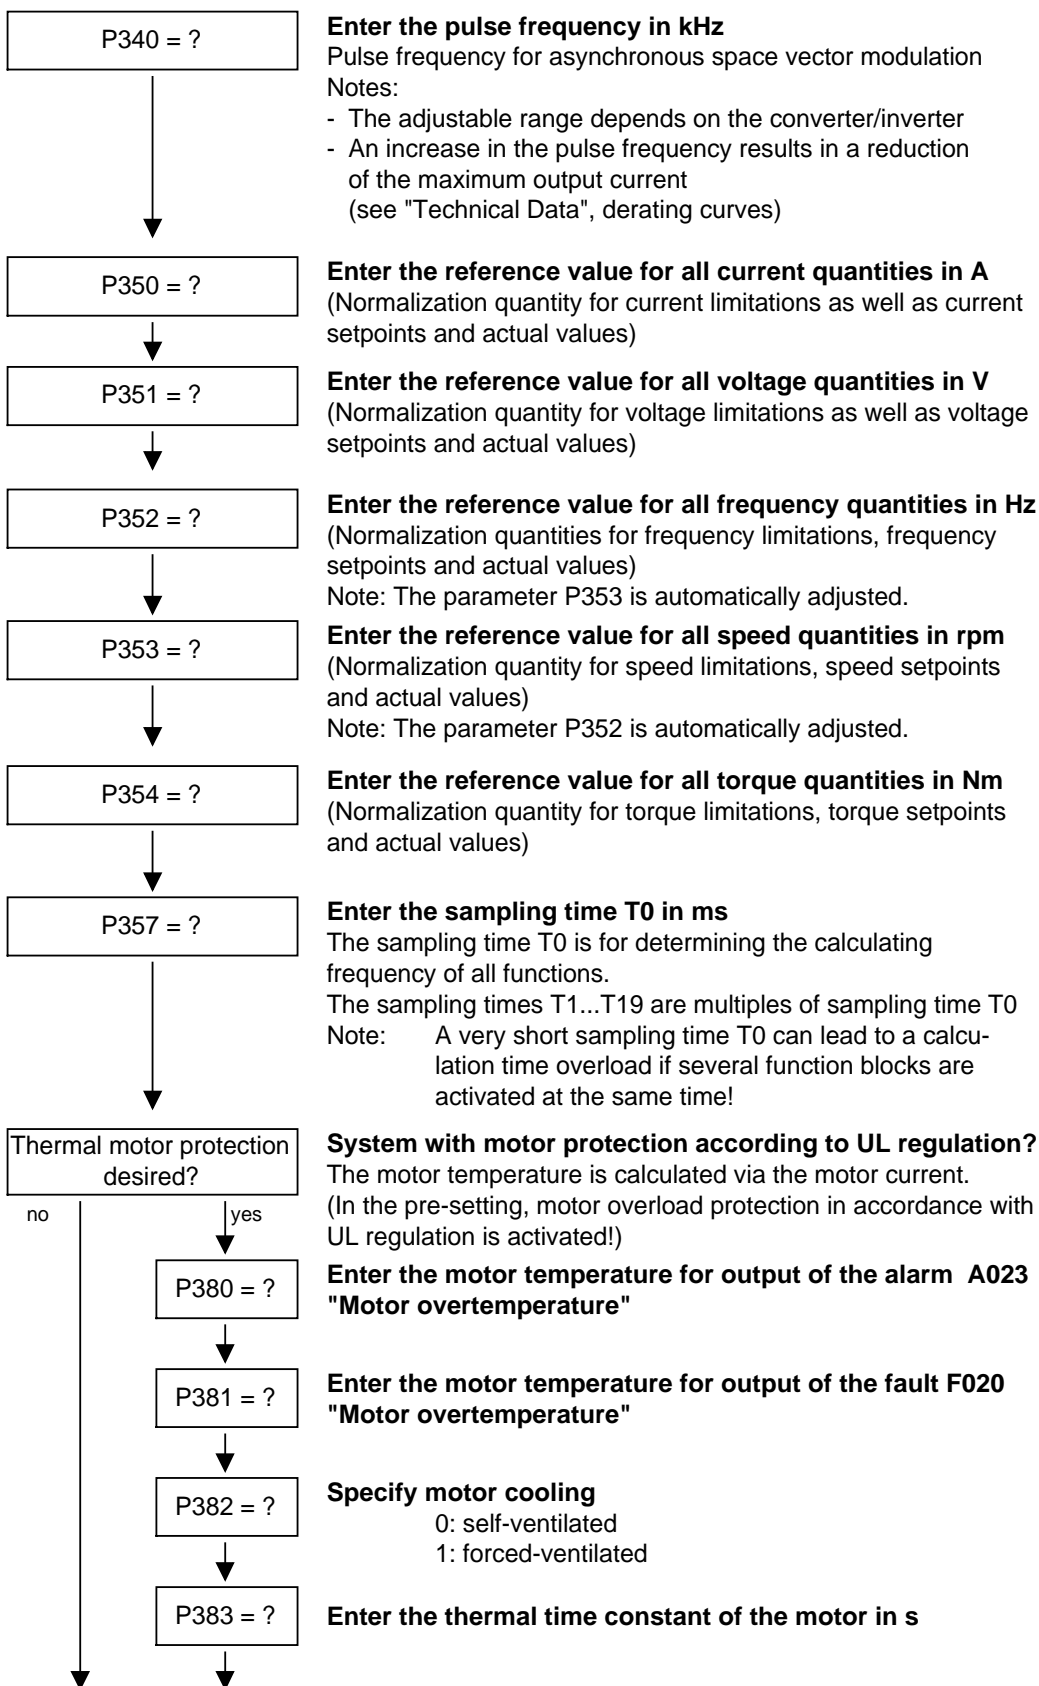 P340 = ?
Enter the pulse frequency in kHz
Pulse frequency for asynchronous space vector modulation
Notes:
- The adjustable range depends on the converter/inverter
- An increase in the pulse frequency results in a reduction
of the maximum output current
(see "Technical Data", derating curves)
P350 = ?
Enter the reference value for all current quantities in A
(Normalization quantity for current limitations as well as current
setpoints and actual values)
P351 = ?
Enter the reference value for all voltage quantities in V
(Normalization quantity for voltage limitations as well as voltage
setpoints and actual values)
P352 = ?
Enter the reference value for all frequency quantities in Hz
(Normalization quantities for frequency limitations, frequency
setpoints and actual values)
Note: The parameter P353 is automatically adjusted.
P353 = ?
Enter the reference value for all speed quantities in rpm
(Normalization quantity for speed limitations, speed setpoints
and actual values)
Note: The parameter P352 is automatically adjusted.
P354 = ?
Enter the reference value for all torque quantities in Nm
(Normalization quantity for torque limitations, torque setpoints
and actual values)
P357 = ?
Enter the sampling time T0 in ms
The sampling time T0 is for determining the calculating
frequency of all functions.
The sampling times T1...T19 are multiples of sampling time T0
Note: A very short sampling time T0 can lead to a calcu-
lation time overload if several function blocks are
activated at the same time!
Thermal motor protection
desired?
no
yes
System with motor protection according to UL regulation?
The motor temperature is calculated via the motor current.
(In the pre-setting, motor overload protection in accordance with
UL regulation is activated!)
P380 = ?
Enter the motor temperature for output of the alarm A023
"Motor overtemperature"
P381 = ?
Enter the motor temperature for output of the fault F020
"Motor overtemperature"
P382 = ?
Specify motor cooling
0: self-ventilated
1: forced-ventilated
P383 = ?
Enter the thermal time constant of the motor in s